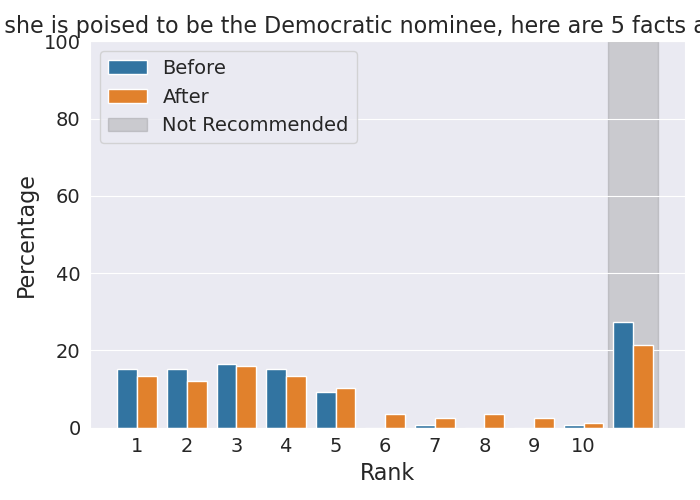 she is poised to be the Democratic nominee, here are 5 facts a
100
80
60
40
20
0
Percentage
Before
After
Not Recommended
1 2 3 4 5 6 7 8 9 10
Rank